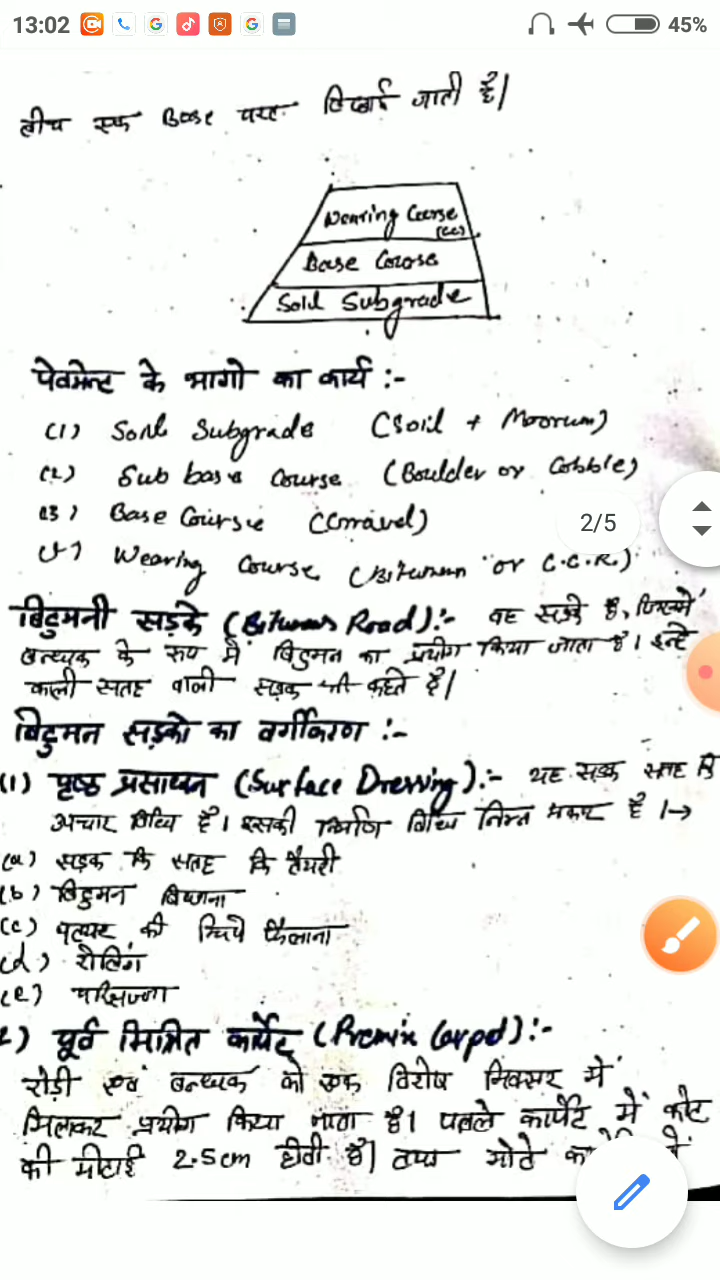 13:02
45%
बीच एक Base पर बिछाई जाती है।
Wearing Course
(CC)
Base Course
Soil Subgrade
पेवमेन्ट के भागो का कार्य :-
(1) Soil Subgrade (Soil + Moorum)
(2) Sub base Course (Boulder or Cobble)
(3) Base Course (Gravel)
2/5
Wearing Course (Bitumen or C.C.R.)
बिटुमनी सड़के (Bitumus Road):- वह सड़के है, जिसमे
बन्धक के रूप में बिटुमन का प्रयोग किया जाता है। इन्हे
काली सतह वाली सड़क भी कहते है।
बिटुमन सड़को का वर्गीकरण :-
(1) पृष्ठ प्रसाधन (Surface Dressing):- यह सड़क सतह कि
विधि है। इसकी निर्माण विधि निम्न प्रकार है।→
(a) सड़क कि सतह कि तैयारी
(b) बिटुमन बिछाना
(c) पत्थर की फैलाना
(d) रोलिंग
(e) परिसज्जा
2) पूर्व मिश्रित कार्पेट (Premix Carpet):-
रोड़ी एवं बन्धक को एक विशेष मिक्सर में
मिलाकर प्रयोग किया जाता है। पतले कार्पेट में कोट
की मोटाई 2.5cm होती है। तथा मोटे